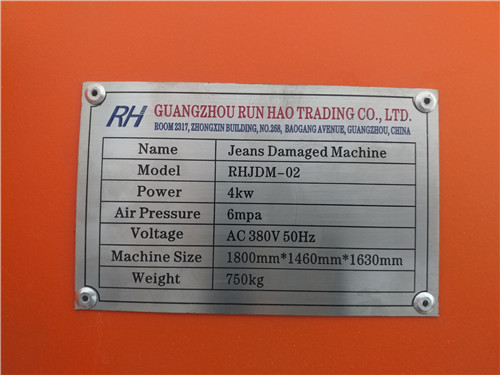 RH GUANGZHOU RUN HAO TRADING CO., LTD.
ROOM 2317, ZHONGXIN BUILDING, NO.268, BAOGANG AVENUE, GUANGZHOU, CHINA
Name Jeans Damaged Machine
Model RHJDM-02
Power 4kw
Air Pressure 6mpa
Voltage AC 380V 50Hz
Machine Size 1800mm*1460mm*1630mm
Weight 750kg